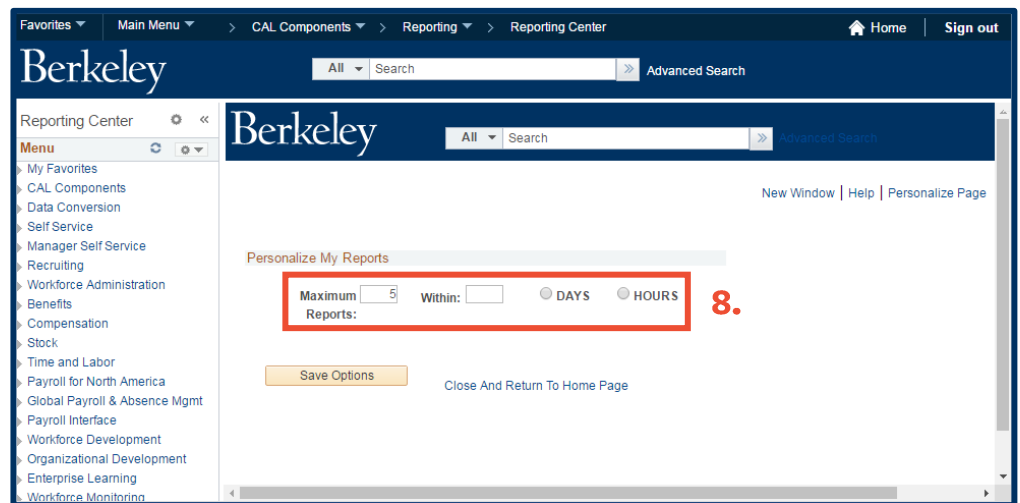 Favorites Main Menu > CAL Components > Reporting > Reporting Center Home | Sign out
Berkeley All Search » Advanced Search
Reporting Center «
Menu
My Favorites
CAL Components
Data Conversion
Self Service
Manager Self Service
Recruiting
Workforce Administration
Benefits
Compensation
Stock
Time and Labor
Payroll for North America
Global Payroll & Absence Mgmt
Payroll Interface
Workforce Development
Organizational Development
Enterprise Learning
Workforce Monitoring
Berkeley All Search » Advanced Search
New Window | Help | Personalize Page
Personalize My Reports
Maximum 5 Within: DAYS HOURS
Reports:
8.
Save Options
Close And Return To Home Page